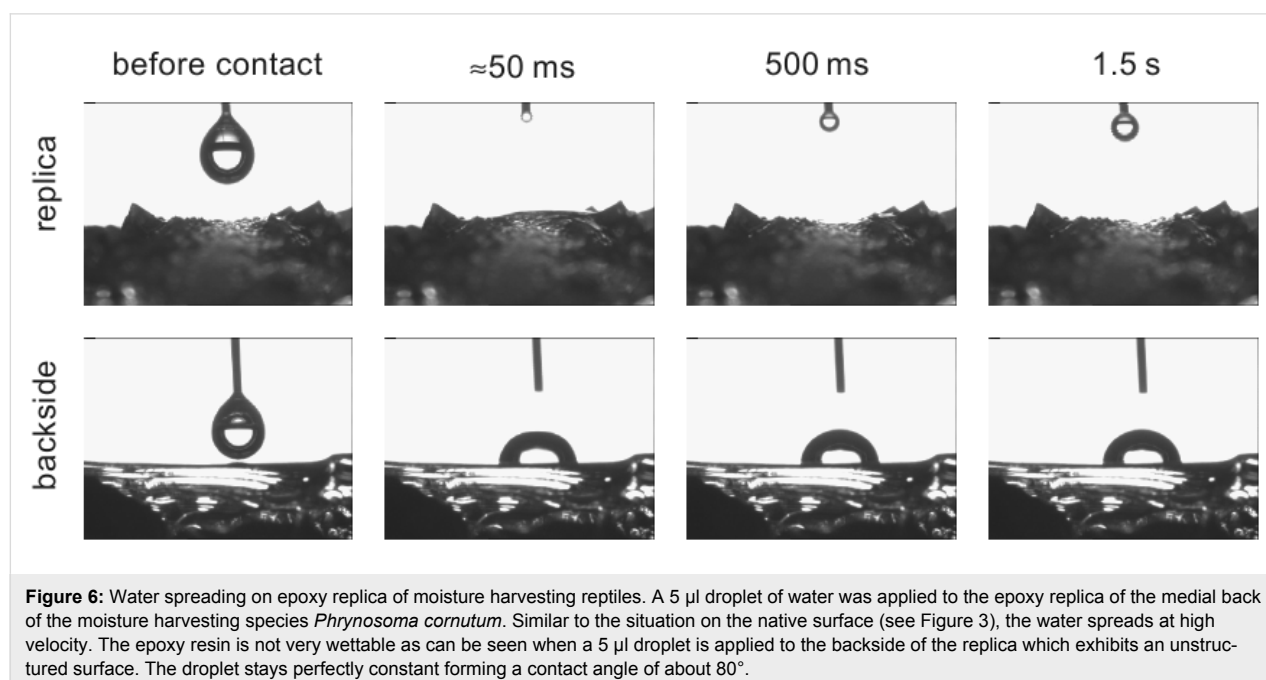 before contact
≈50 ms
500 ms
1.5 s
replica
backside
Figure 6: Water spreading on epoxy replica of moisture harvesting reptiles. A 5 µl droplet of water was applied to the epoxy replica of the medial back
of the moisture harvesting species Phrynosoma cornutum. Similar to the situation on the native surface (see Figure 3), the water spreads at high
velocity. The epoxy resin is not very wettable as can be seen when a 5 µl droplet is applied to the backside of the replica which exhibits an unstruc-
tured surface. The droplet stays perfectly constant forming a contact angle of about 80°.